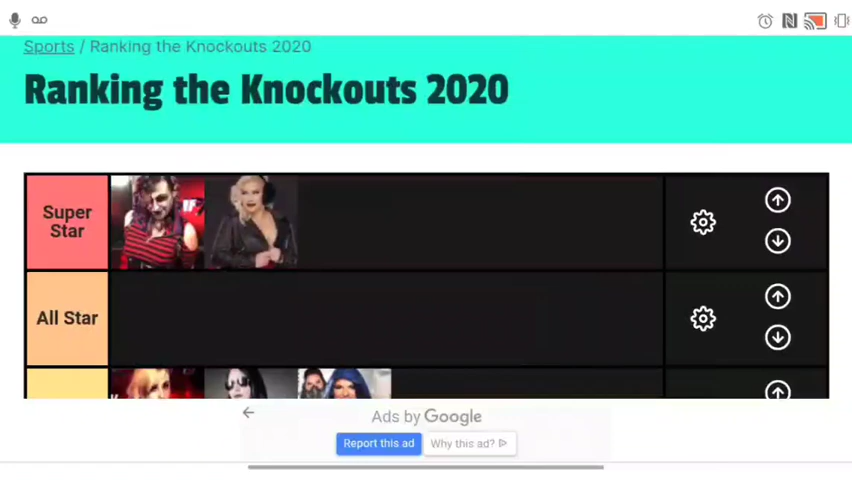 Sports / Ranking the Knockouts 2020
Ranking the Knockouts 2020
Super
Star
All Star
Ads by Google
Report this ad
Why this ad?